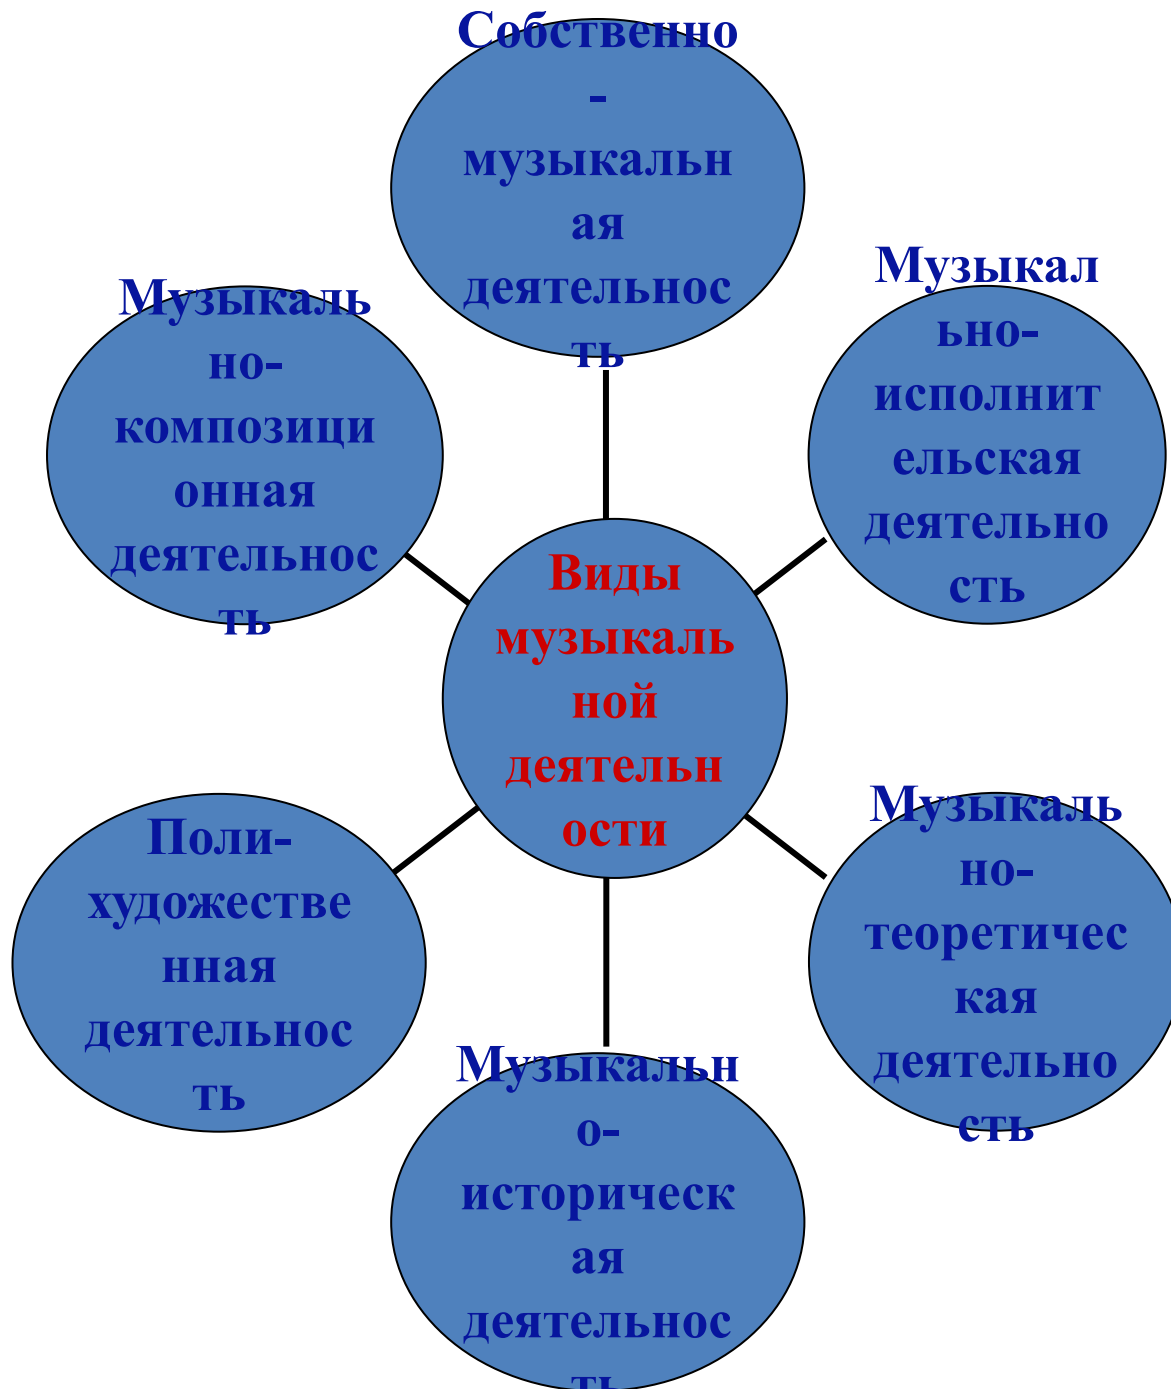 Собственно
-
музыкальн
ая
деятельнос
ть
Музыкал
ьно-
исполнит
ельская
деятельно
сть
Музыкаль
но-
теоретичес
кая
деятельно
сть
Музыкальн
о-
историческ
ая
деятельнос
ть
Поли-
художестве
нная
деятельнос
ть
Музыкаль
но-
композици
онная
деятельнос
ть
Виды
музыкаль
ной
деятельн
ости